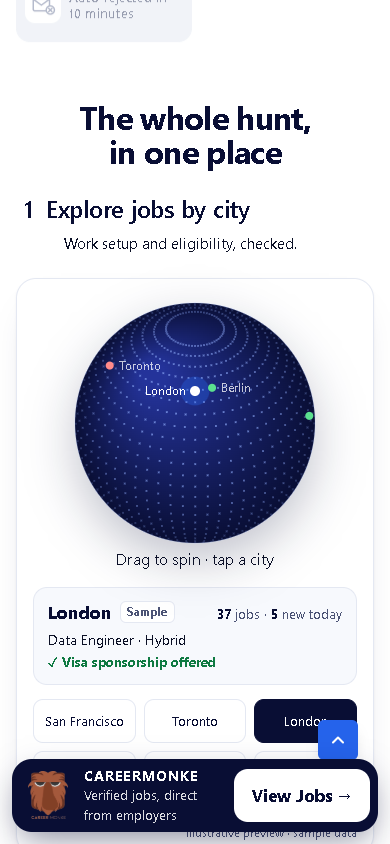 Auto-rejected in
10 minutes
The whole hunt,
in one place
1 Explore jobs by city
Work setup and eligibility, checked.
Toronto
London
Berlin
Drag to spin · tap a city
London Sample 37 jobs · 5 new today
Data Engineer · Hybrid
✓ Visa sponsorship offered
San Francisco Toronto London
CAREERMONKE
Verified jobs, direct
from employers
View Jobs →
Illustrative preview · sample data